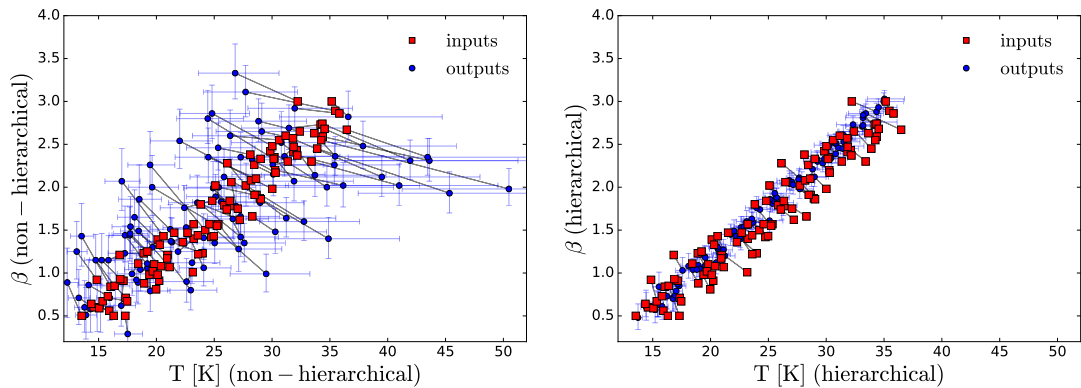 4.0
3.5
3.0
2.5
2.0
1.5
1.0
0.5
β (non − hierarchical)
inputs
outputs
15 20 25 30 35 40 45 50
T [K] (non − hierarchical)
4.0
3.5
3.0
2.5
2.0
1.5
1.0
0.5
β (hierarchical)
inputs
outputs
15 20 25 30 35 40 45 50
T [K] (hierarchical)